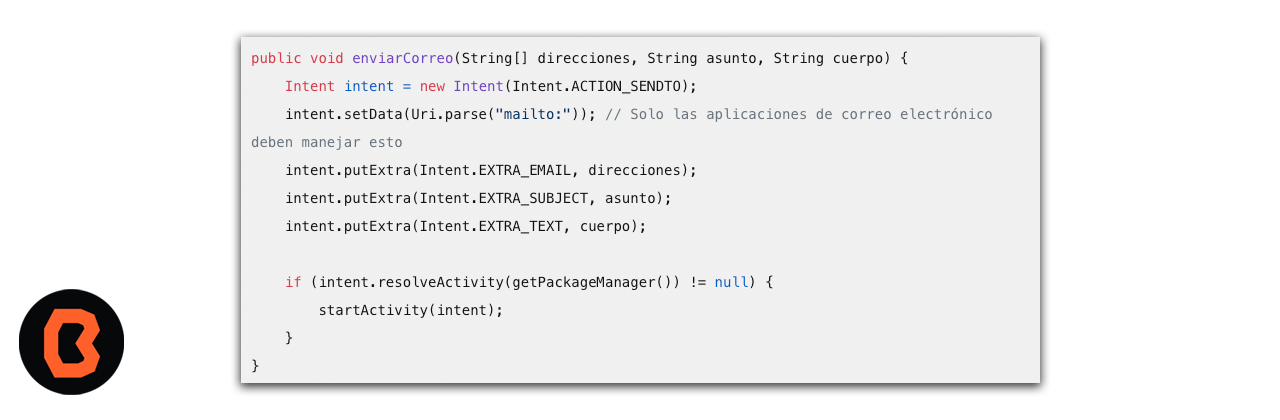 public void enviarCorreo(String[] direcciones, String asunto, String cuerpo) {
    Intent intent = new Intent(Intent.ACTION_SENDTO);
    intent.setData(Uri.parse("mailto:")); // Solo las aplicaciones de correo electrónico
deben manejar esto
    intent.putExtra(Intent.EXTRA_EMAIL, direcciones);
    intent.putExtra(Intent.EXTRA_SUBJECT, asunto);
    intent.putExtra(Intent.EXTRA_TEXT, cuerpo);

    if (intent.resolveActivity(getPackageManager()) != null) {
        startActivity(intent);
    }
}